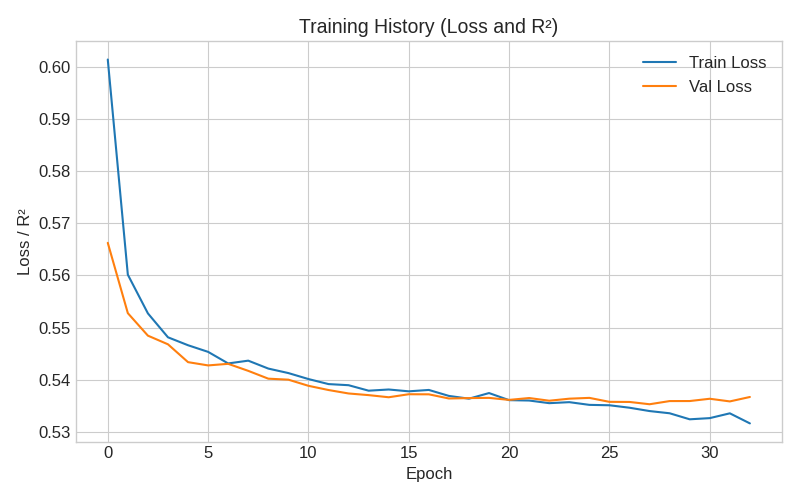 Training History (Loss and R²)
Train Loss
Val Loss
Loss / R²
0.60
0.59
0.58
0.57
0.56
0.55
0.54
0.53
0 5 10 15 20 25 30
Epoch